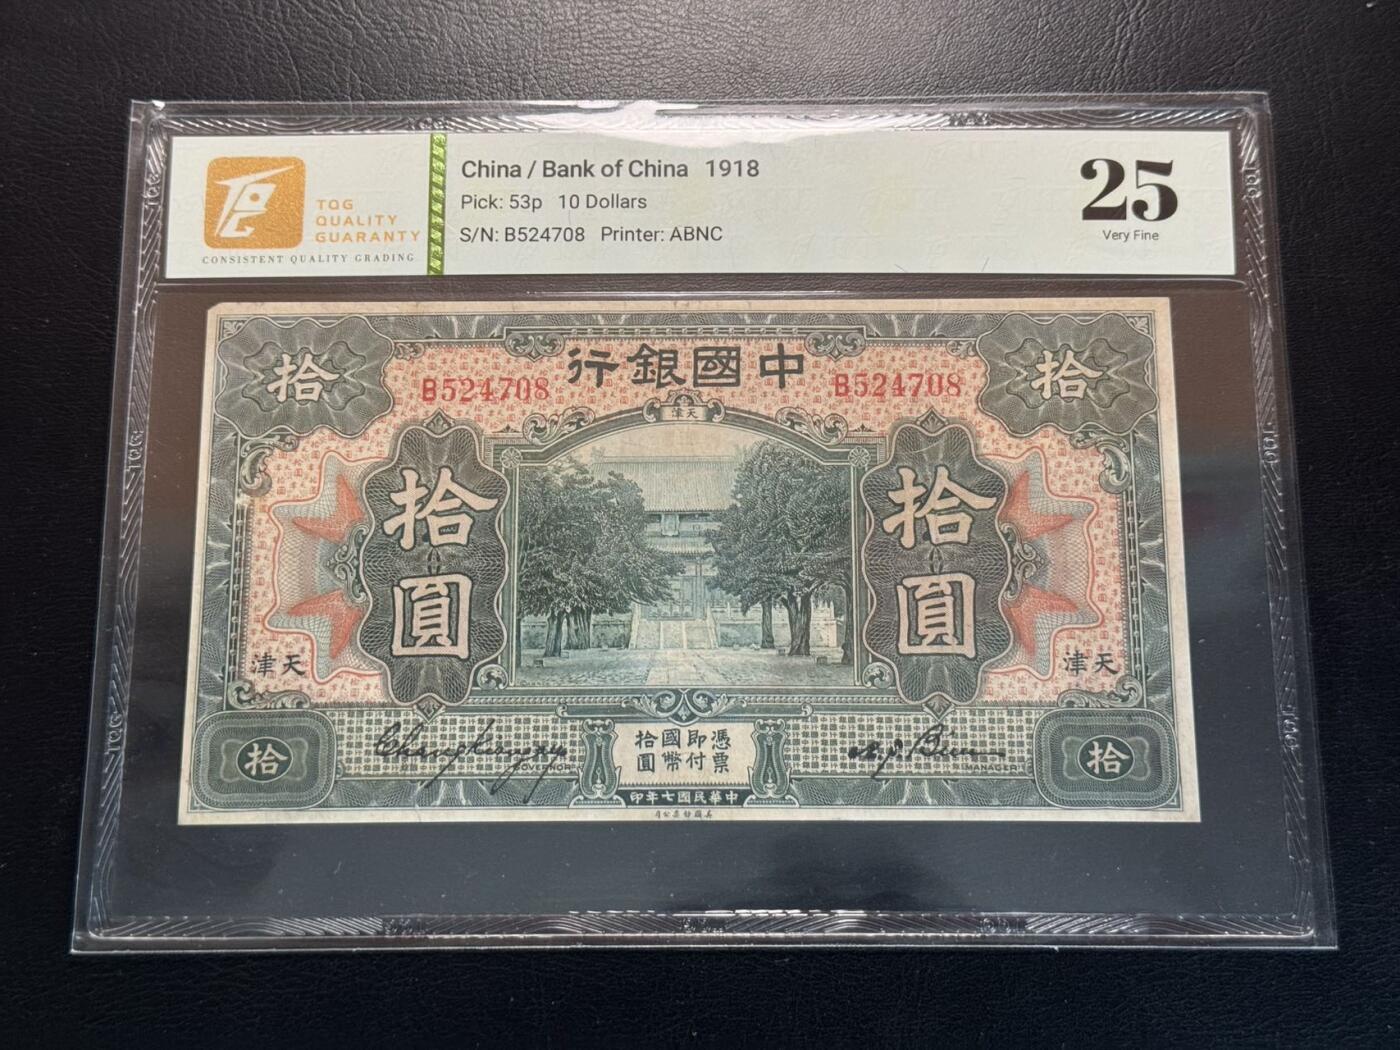 TQG
QUALITY
GUARANTY
CONSISTENT QUALITY GRADING
China / Bank of China 1918
Pick: 53p 10 Dollars
S/N: B524708 Printer: ABNC
25
Very Fine
拾
行銀國中
拾
B524708
B524708
津天
拾圓
拾圓
津天
津天
憑票
即付
國幣
拾圓
GOVERNOR
MANAGER
拾
拾
印年七國民華中